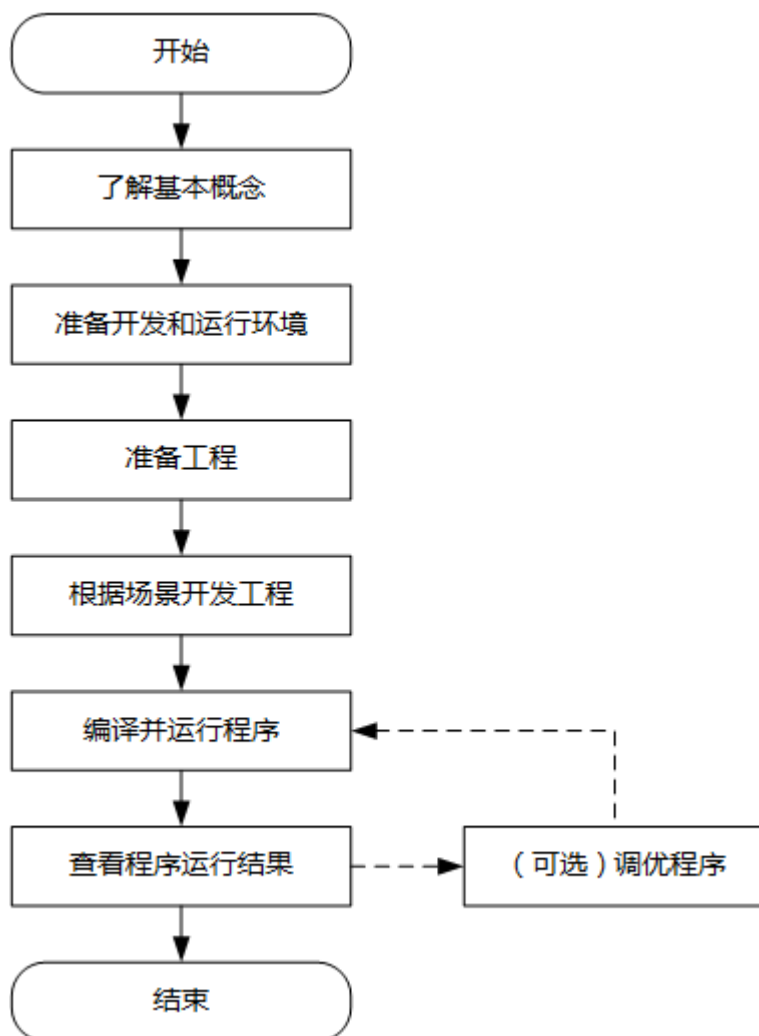 开始
了解基本概念
准备开发和运行环境
准备工程
根据场景开发工程
编译并运行程序
查看程序运行结果
（可选）调优程序
结束